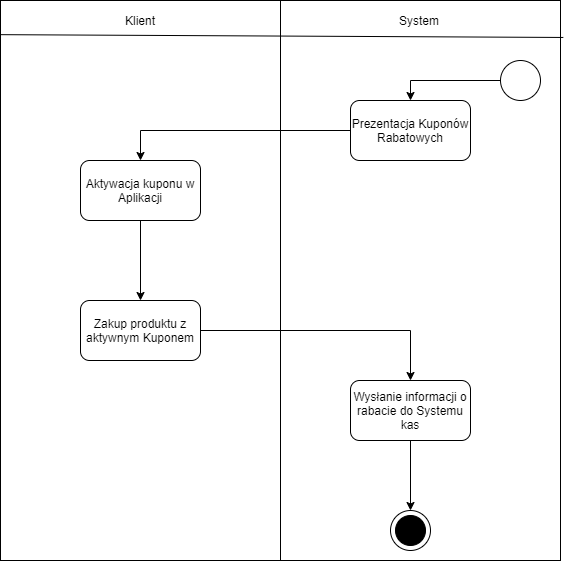 Klient
System
Prezentacja Kuponów
Rabatowych
Aktywacja kuponu w
Aplikacji
Zakup produktu z
aktywnym Kuponem
Wysłanie informacji o
rabacie do Systemu
kas